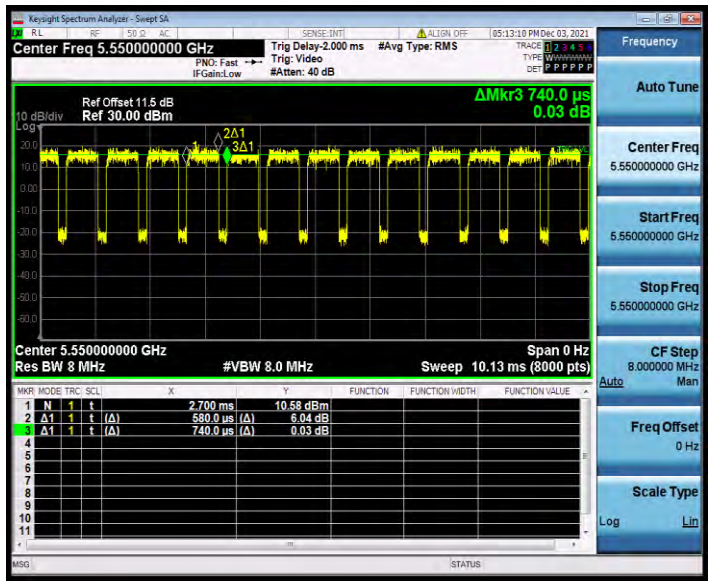 Keysight Spectrum Analyzer - Swept SA
LXI RL RF 50 Ω AC SENSE:INT ALIGN OFF 05:13:10 PM Dec 03, 2021
Center Freq 5.550000000 GHz
PNO: Fast
IFGain:Low
Trig Delay-2.000 ms
Trig: Video
#Atten: 40 dB
#Avg Type: RMS
TRACE 1 2 3 4 5 6
TYPE WWWWWW
DET P P P P P P
Ref Offset 11.5 dB
10 dB/div Ref 30.00 dBm
Log
ΔMkr3 740.0 µs
0.03 dB
20.0
10.0
0.00
-10.0
-20.0
-30.0
-40.0
-50.0
-60.0
1
2Δ1
3Δ1
Center 5.550000000 GHz Span 0 Hz
Res BW 8 MHz #VBW 8.0 MHz Sweep 10.13 ms (8000 pts)
MKR MODE TRC SCL X Y FUNCTION FUNCTION WIDTH FUNCTION VALUE
1 N 1 t 2.700 ms 10.58 dBm
2 Δ1 1 t (Δ) 580.0 µs (Δ) 6.04 dB
3 Δ1 1 t (Δ) 740.0 µs (Δ) 0.03 dB
4
5
6
7
8
9
10
11
MSG STATUS
Frequency
Auto Tune
Center Freq
5.550000000 GHz
Start Freq
5.550000000 GHz
Stop Freq
5.550000000 GHz
CF Step
8.000000 MHz
Auto Man
Freq Offset
0 Hz
Scale Type
Log Lin